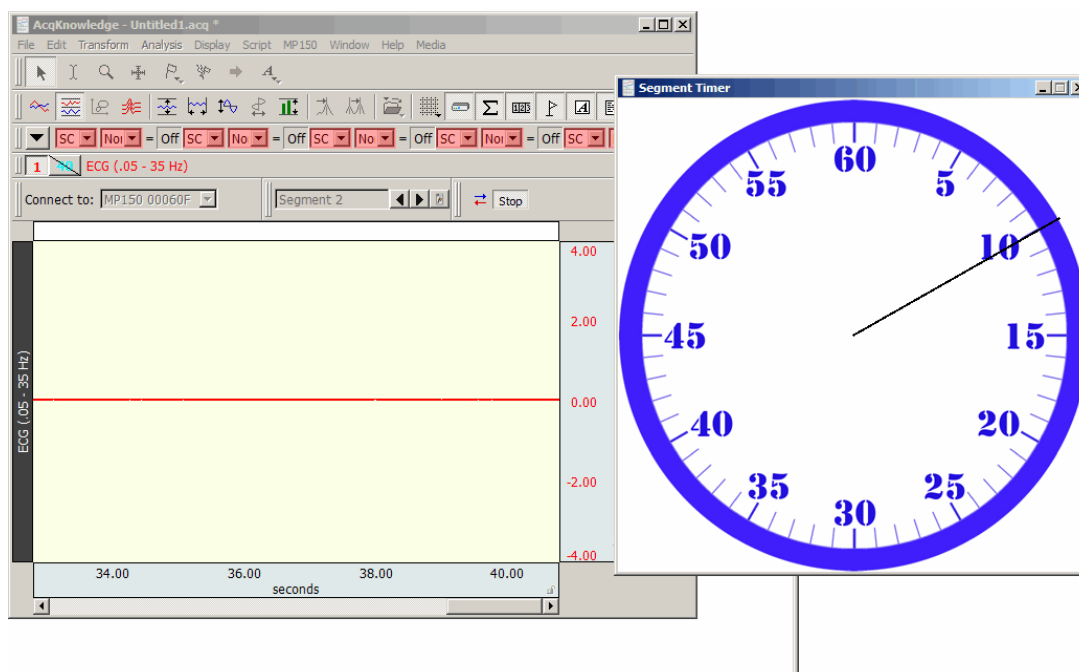 AcqKnowledge - Untitled1.acq *
File Edit Transform Analysis Display Script MP150 Window Help Media
SC = Off SC No = Off SC = Off SC
1 ECG (.05 - 35 Hz)
Connect to: MP150 00060F Segment 2 Stop
4.00
2.00
0.00
-2.00
-4.00
ECG (.05 - 35 Hz)
34.00 36.00 38.00 40.00
seconds
Segment Timer
60
55 5
50 10
45 15
40 20
35 25
30